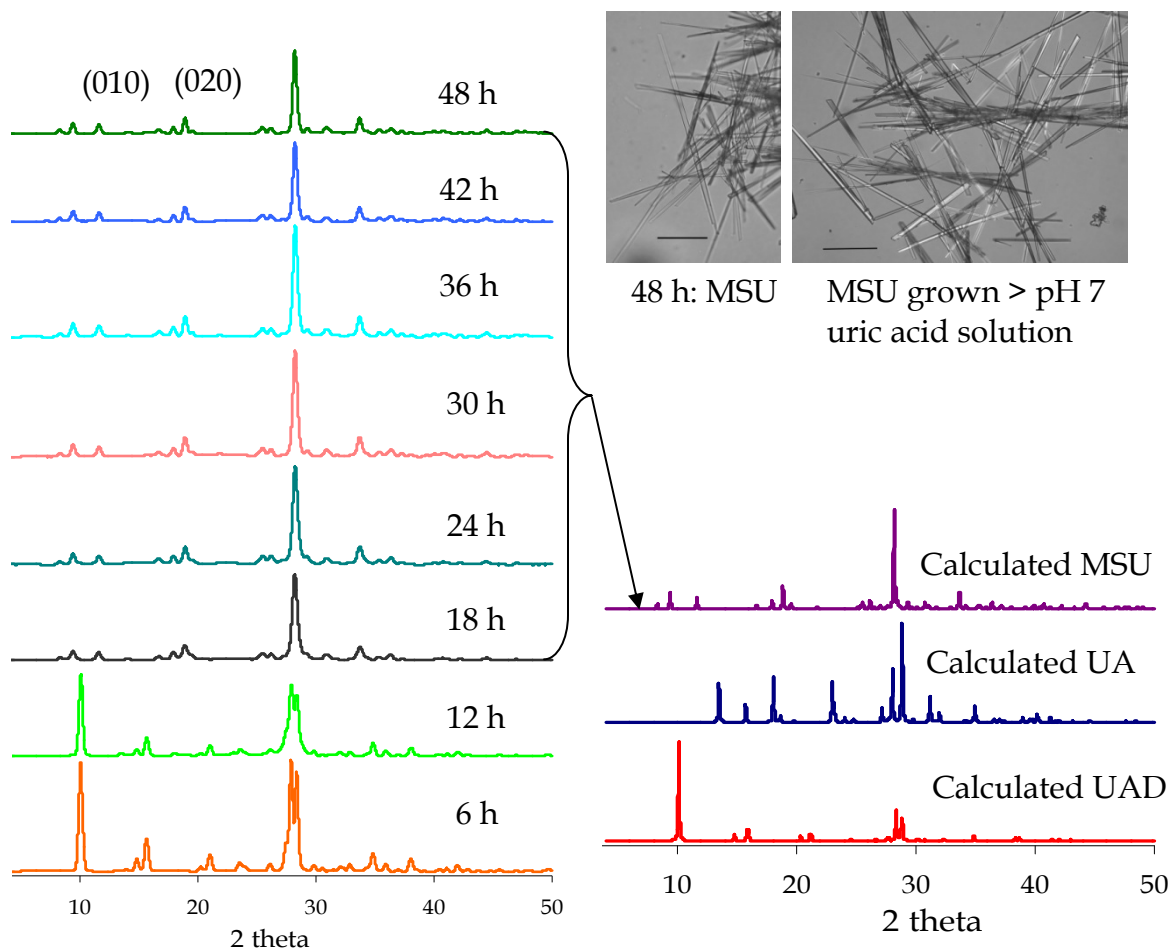 (010)
(020)
48 h
42 h
36 h
30 h
24 h
18 h
12 h
6 h
10
20
30
40
50
2 theta
48 h: MSU
MSU grown > pH 7
uric acid solution
Calculated MSU
Calculated UA
Calculated UAD
10
20
30
40
50
2 theta